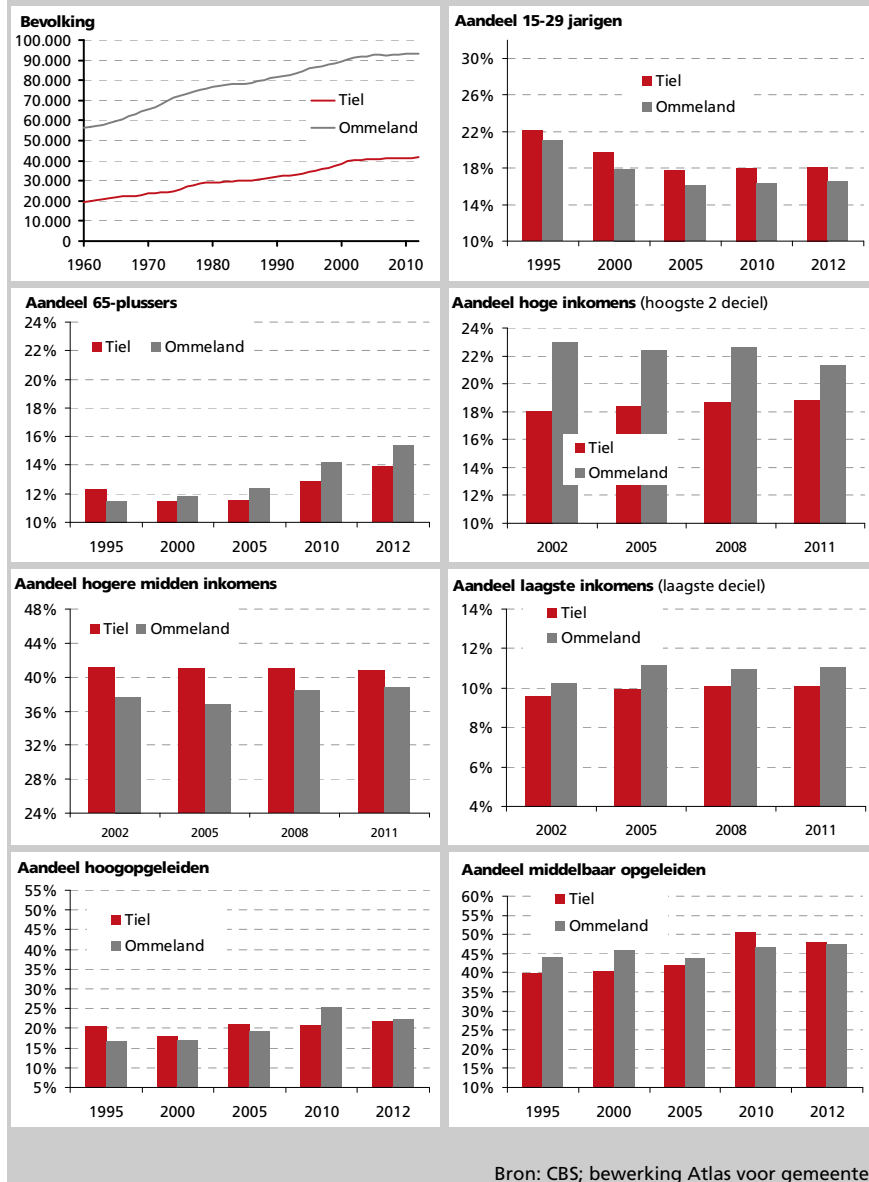 Bevolking
100.000
90.000
80.000
70.000
60.000
50.000
40.000
30.000
20.000
10.000
0
Tiel
Ommeland
1960 1970 1980 1990 2000 2010
Aandeel 15-29 jarigen
30%
26%
22%
18%
14%
10%
Tiel
Ommeland
1995 2000 2005 2010 2012
Aandeel 65-plussers
24%
22%
20%
18%
16%
14%
12%
10%
Tiel Ommeland
1995 2000 2005 2010 2012
Aandeel hoge inkomens (hoogste 2 deciel)
24%
22%
20%
18%
16%
14%
12%
10%
Tiel
Ommeland
2002 2005 2008 2011
Aandeel hogere midden inkomens
48%
44%
40%
36%
32%
28%
24%
Tiel Ommeland
2002 2005 2008 2011
Aandeel laagste inkomens (laagste deciel)
14%
12%
10%
8%
6%
4%
Tiel
Ommeland
2002 2005 2008 2011
Aandeel hoogopgeleiden
55%
50%
45%
40%
35%
30%
25%
20%
15%
10%
5%
Tiel
Ommeland
1995 2000 2005 2010 2012
Aandeel middelbaar opgeleiden
60%
55%
50%
45%
40%
35%
30%
25%
20%
15%
10%
Tiel
Ommeland
1995 2000 2005 2010 2012
Bron: CBS; bewerking Atlas voor gemeente